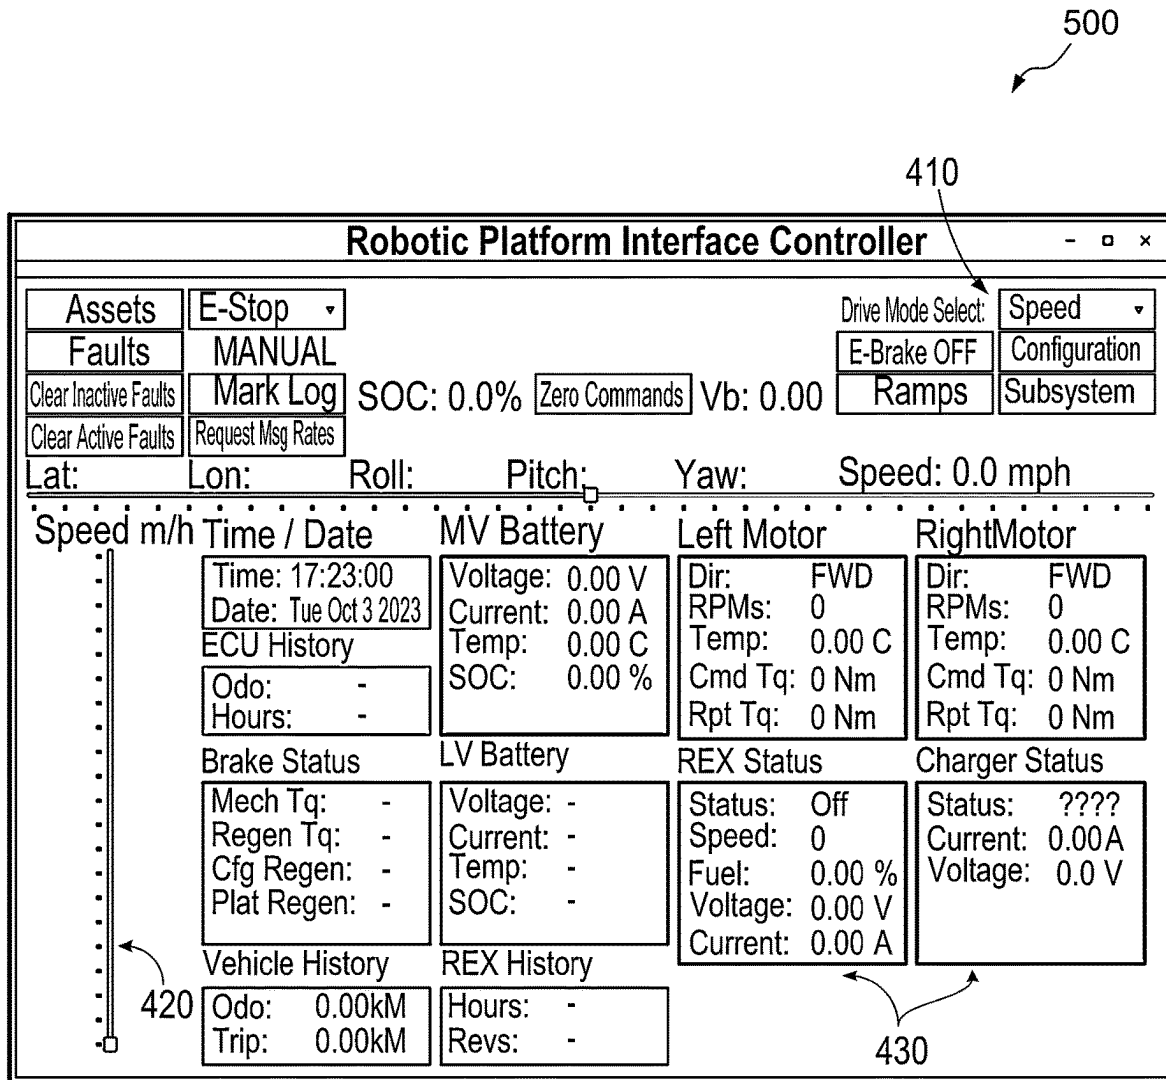 500
410
Robotic Platform Interface Controller
Assets E-Stop Drive Mode Select: Speed
Faults MANUAL E-Brake OFF Configuration
Clear Inactive Faults Mark Log SOC: 0.0% Zero Commands Vb: 0.00 Ramps Subsystem
Clear Active Faults Request Msg Rates
Lat: Lon: Roll: Pitch: Yaw: Speed: 0.0 mph
Speed m/h Time / Date MV Battery Left Motor RightMotor
Time: 17:23:00 Voltage: 0.00 V Dir: FWD Dir: FWD
Date: Tue Oct 3 2023 Current: 0.00 A RPMs: 0 RPMs: 0
ECU History Temp: 0.00 C Temp: 0.00 C Temp: 0.00 C
Odo: - SOC: 0.00 % Cmd Tq: 0 Nm Cmd Tq: 0 Nm
Hours: - Rpt Tq: 0 Nm Rpt Tq: 0 Nm
Brake Status LV Battery REX Status Charger Status
Mech Tq: - Voltage: - Status: Off Status: ????
Regen Tq: - Current: - Speed: 0 Current: 0.00A
Cfg Regen: - Temp: - Fuel: 0.00 % Voltage: 0.0 V
Plat Regen: - SOC: - Voltage: 0.00 V
Current: 0.00 A
Vehicle History REX History
420 Odo: 0.00kM Hours: -
Trip: 0.00kM Revs: - 430